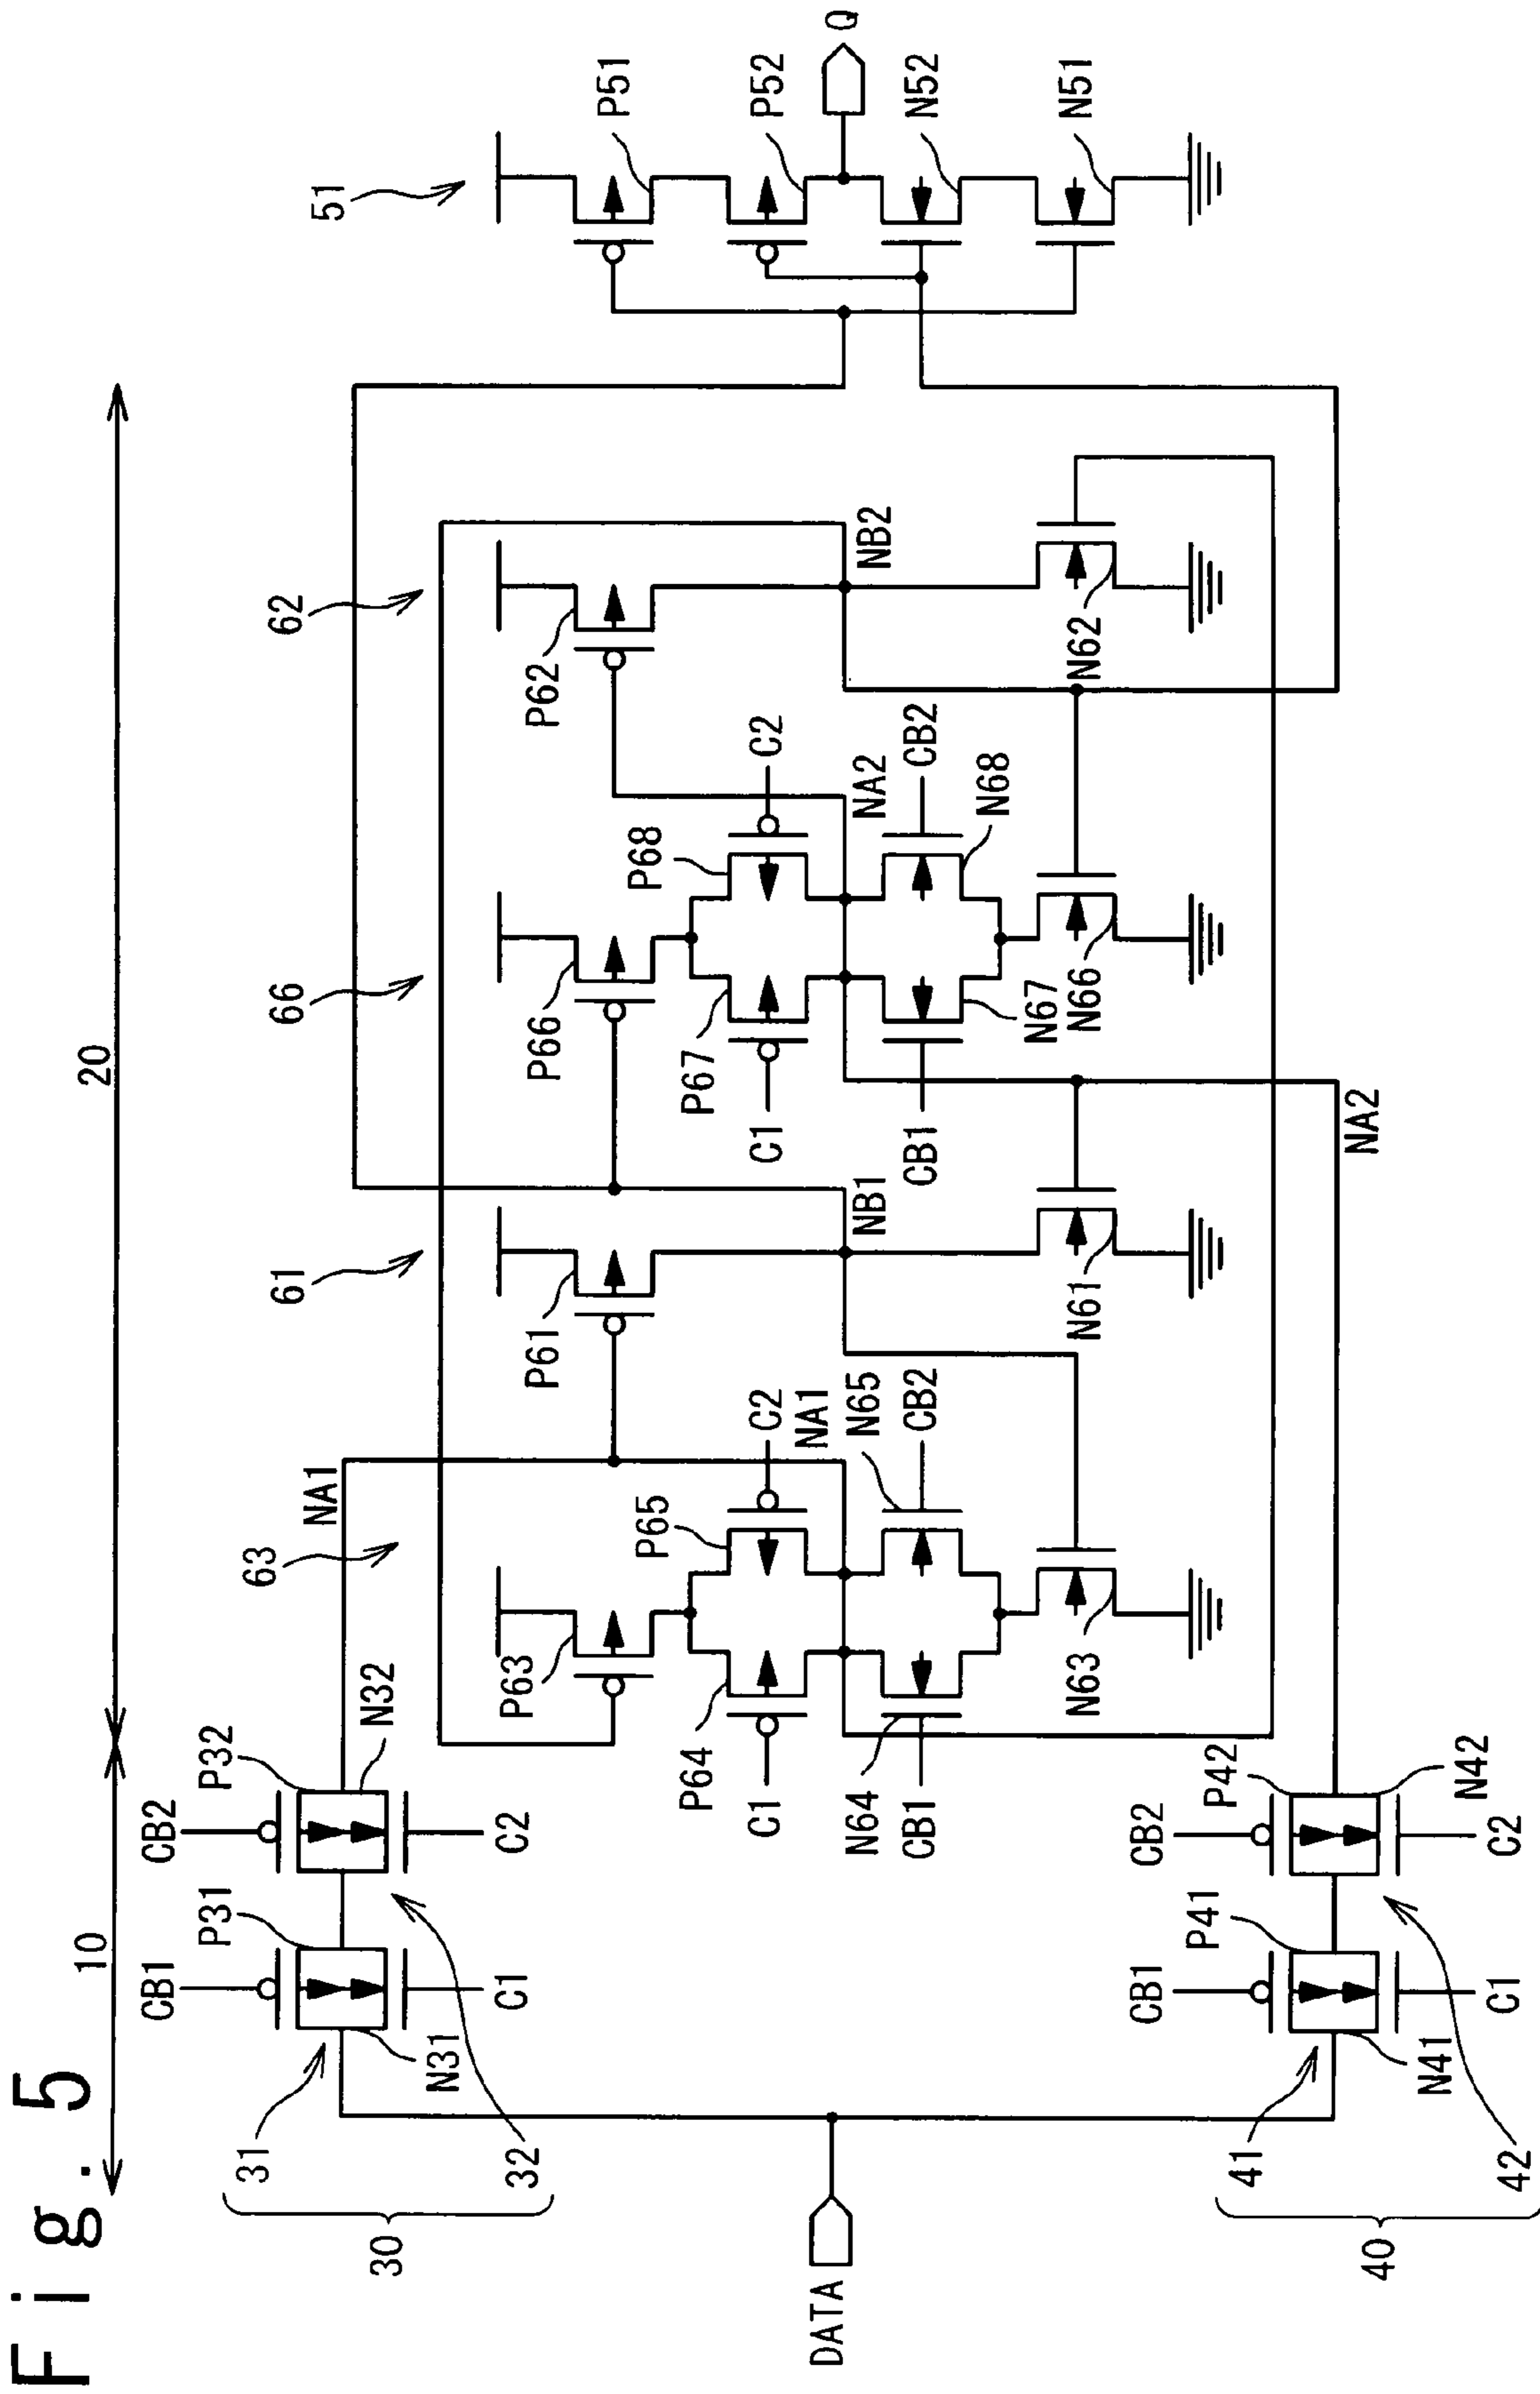 Fig. 5
10
20
30
31
32
CB1
P31
N31
C1
CB2
P32
N32
C2
NA1
63
P63
P64
C1
P65
C2
NA1
N64
CB1
N65
CB2
N63
61
P61
NB1
N61
66
P66
P67
C1
P68
C2
NA2
N67
CB1
CB2
N68
N66
62
P62
NB2
N62
51
P51
P52
Q
N52
N51
DATA
40
41
42
CB1
P41
N41
C1
CB2
P42
N42
C2
NA2